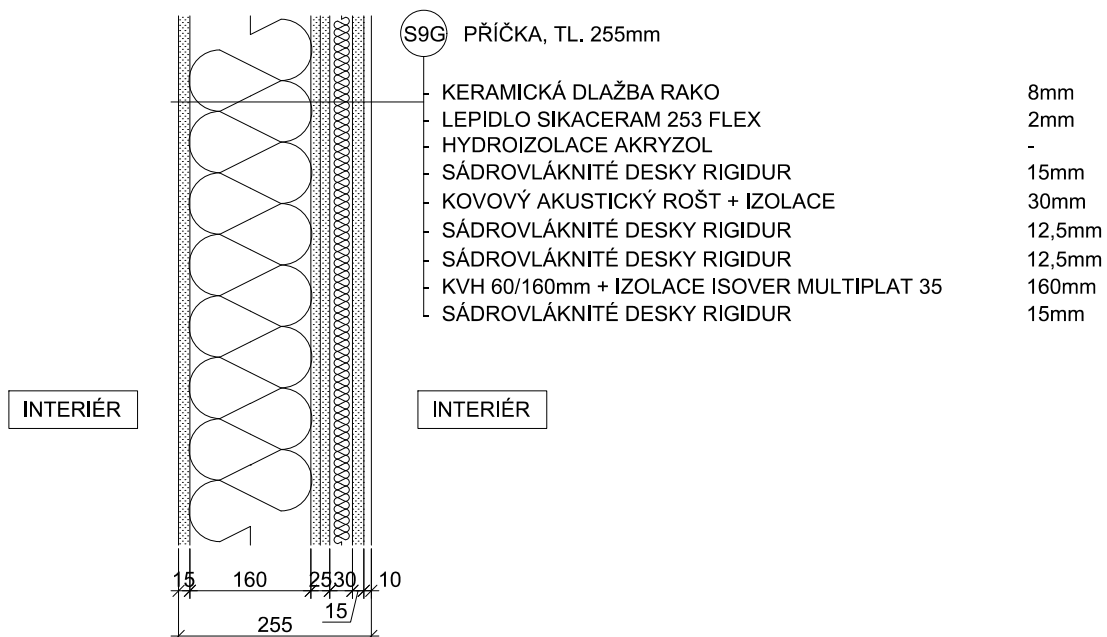 S9G PŘÍČKA, TL. 255mm
KERAMICKÁ DLAŽBA RAKO 8mm
LEPIDLO SIKACERAM 253 FLEX 2mm
HYDROIZOLACE AKRYZOL -
SÁDROVLÁKNITÉ DESKY RIGIDUR 15mm
KOVOVÝ AKUSTICKÝ ROŠT + IZOLACE 30mm
SÁDROVLÁKNITÉ DESKY RIGIDUR 12,5mm
SÁDROVLÁKNITÉ DESKY RIGIDUR 12,5mm
KVH 60/160mm + IZOLACE ISOVER MULTIPLAT 35 160mm
SÁDROVLÁKNITÉ DESKY RIGIDUR 15mm
INTERIÉR INTERIÉR
15 160 25 30 10
15
255